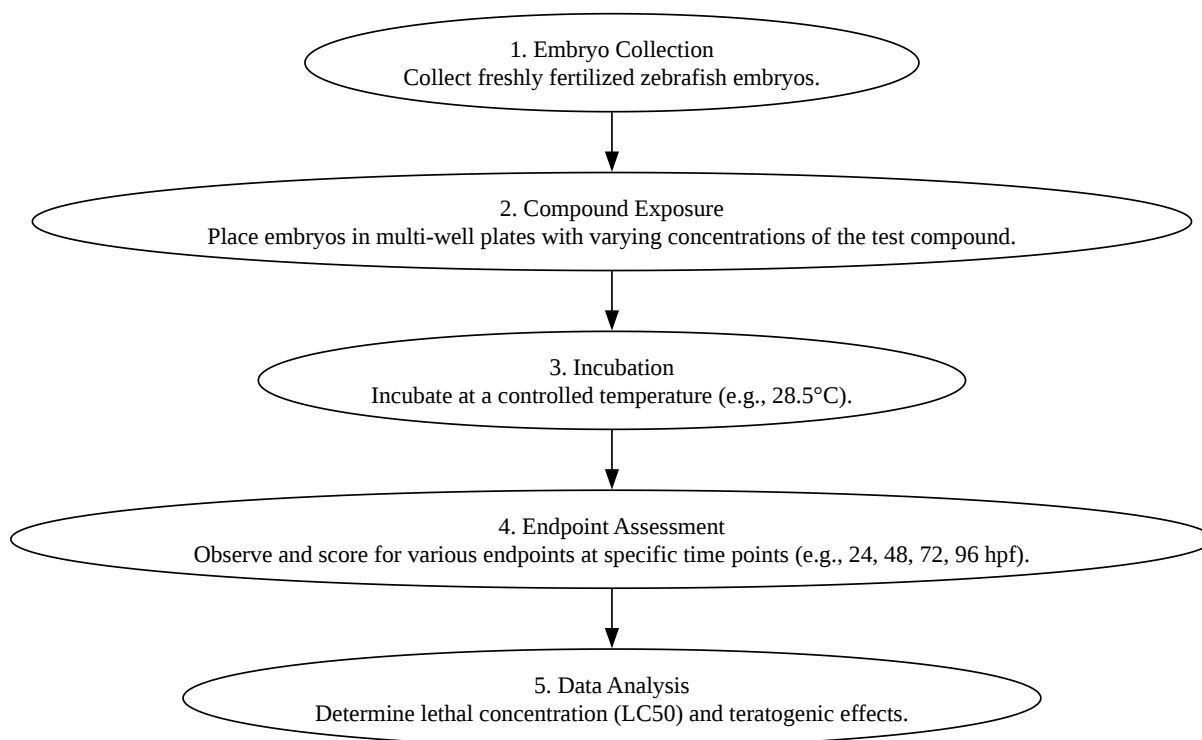 1. Embryo Collection
Collect freshly fertilized zebrafish embryos.
2. Compound Exposure
Place embryos in multi-well plates with varying concentrations of the test compound.
3. Incubation
Incubate at a controlled temperature (e.g., 28.5°C).
4. Endpoint Assessment
Observe and score for various endpoints at specific time points (e.g., 24, 48, 72, 96 hpf).
5. Data Analysis
Determine lethal concentration (LC50) and teratogenic effects.